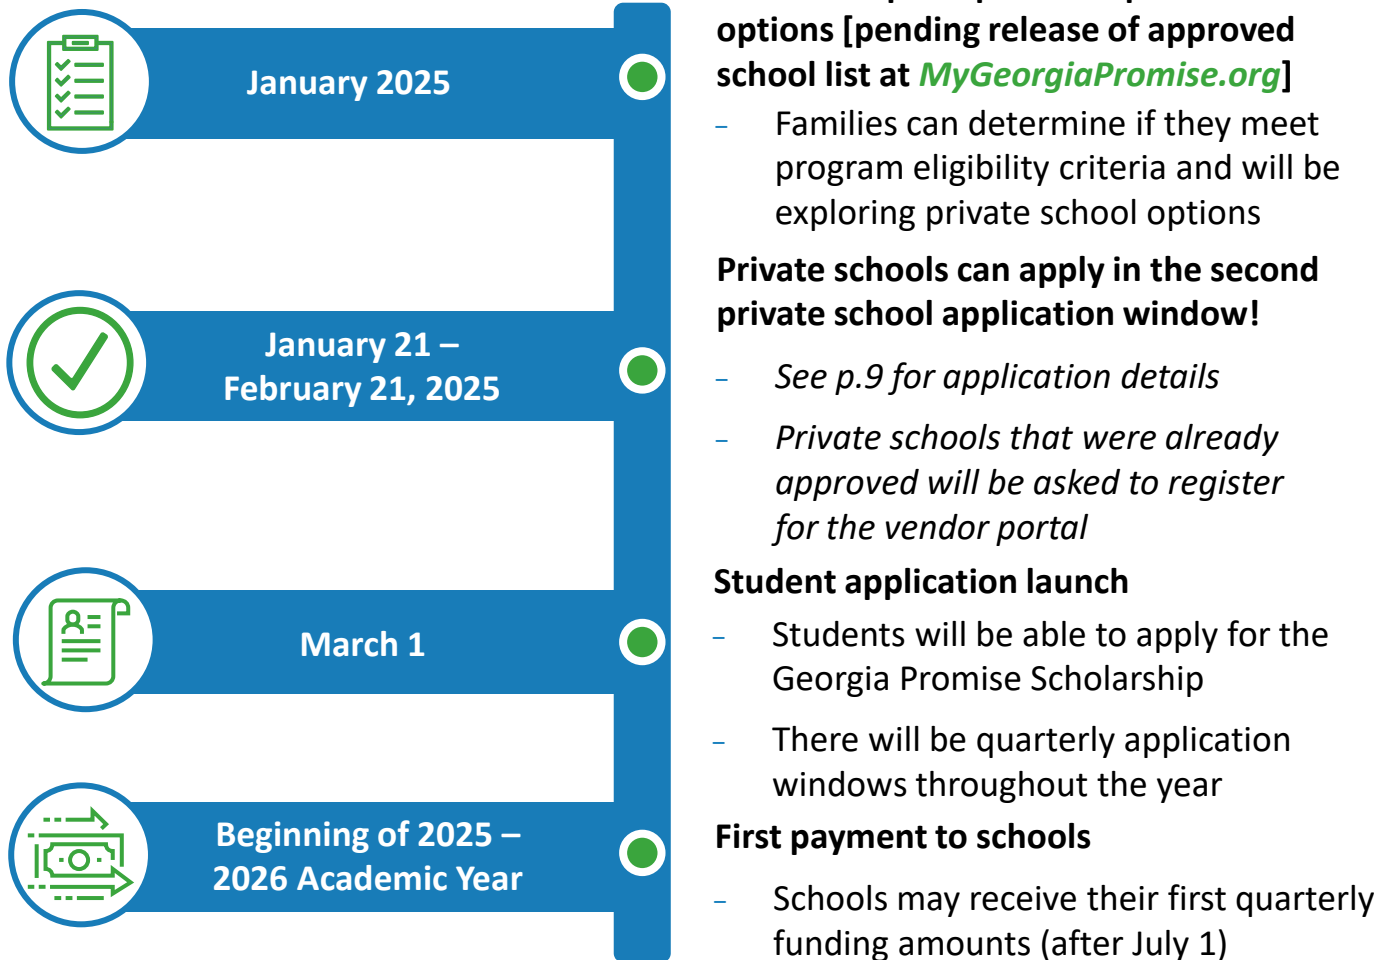 January 2025
options [pending release of approved
school list at MyGeorgiaPromise.org]
– Families can determine if they meet
program eligibility criteria and will be
exploring private school options
January 21 –
February 21, 2025
Private schools can apply in the second
private school application window!
– See p.9 for application details
– Private schools that were already
approved will be asked to register
for the vendor portal
March 1
Student application launch
– Students will be able to apply for the
Georgia Promise Scholarship
– There will be quarterly application
windows throughout the year
Beginning of 2025 –
2026 Academic Year
First payment to schools
– Schools may receive their first quarterly
funding amounts (after July 1)